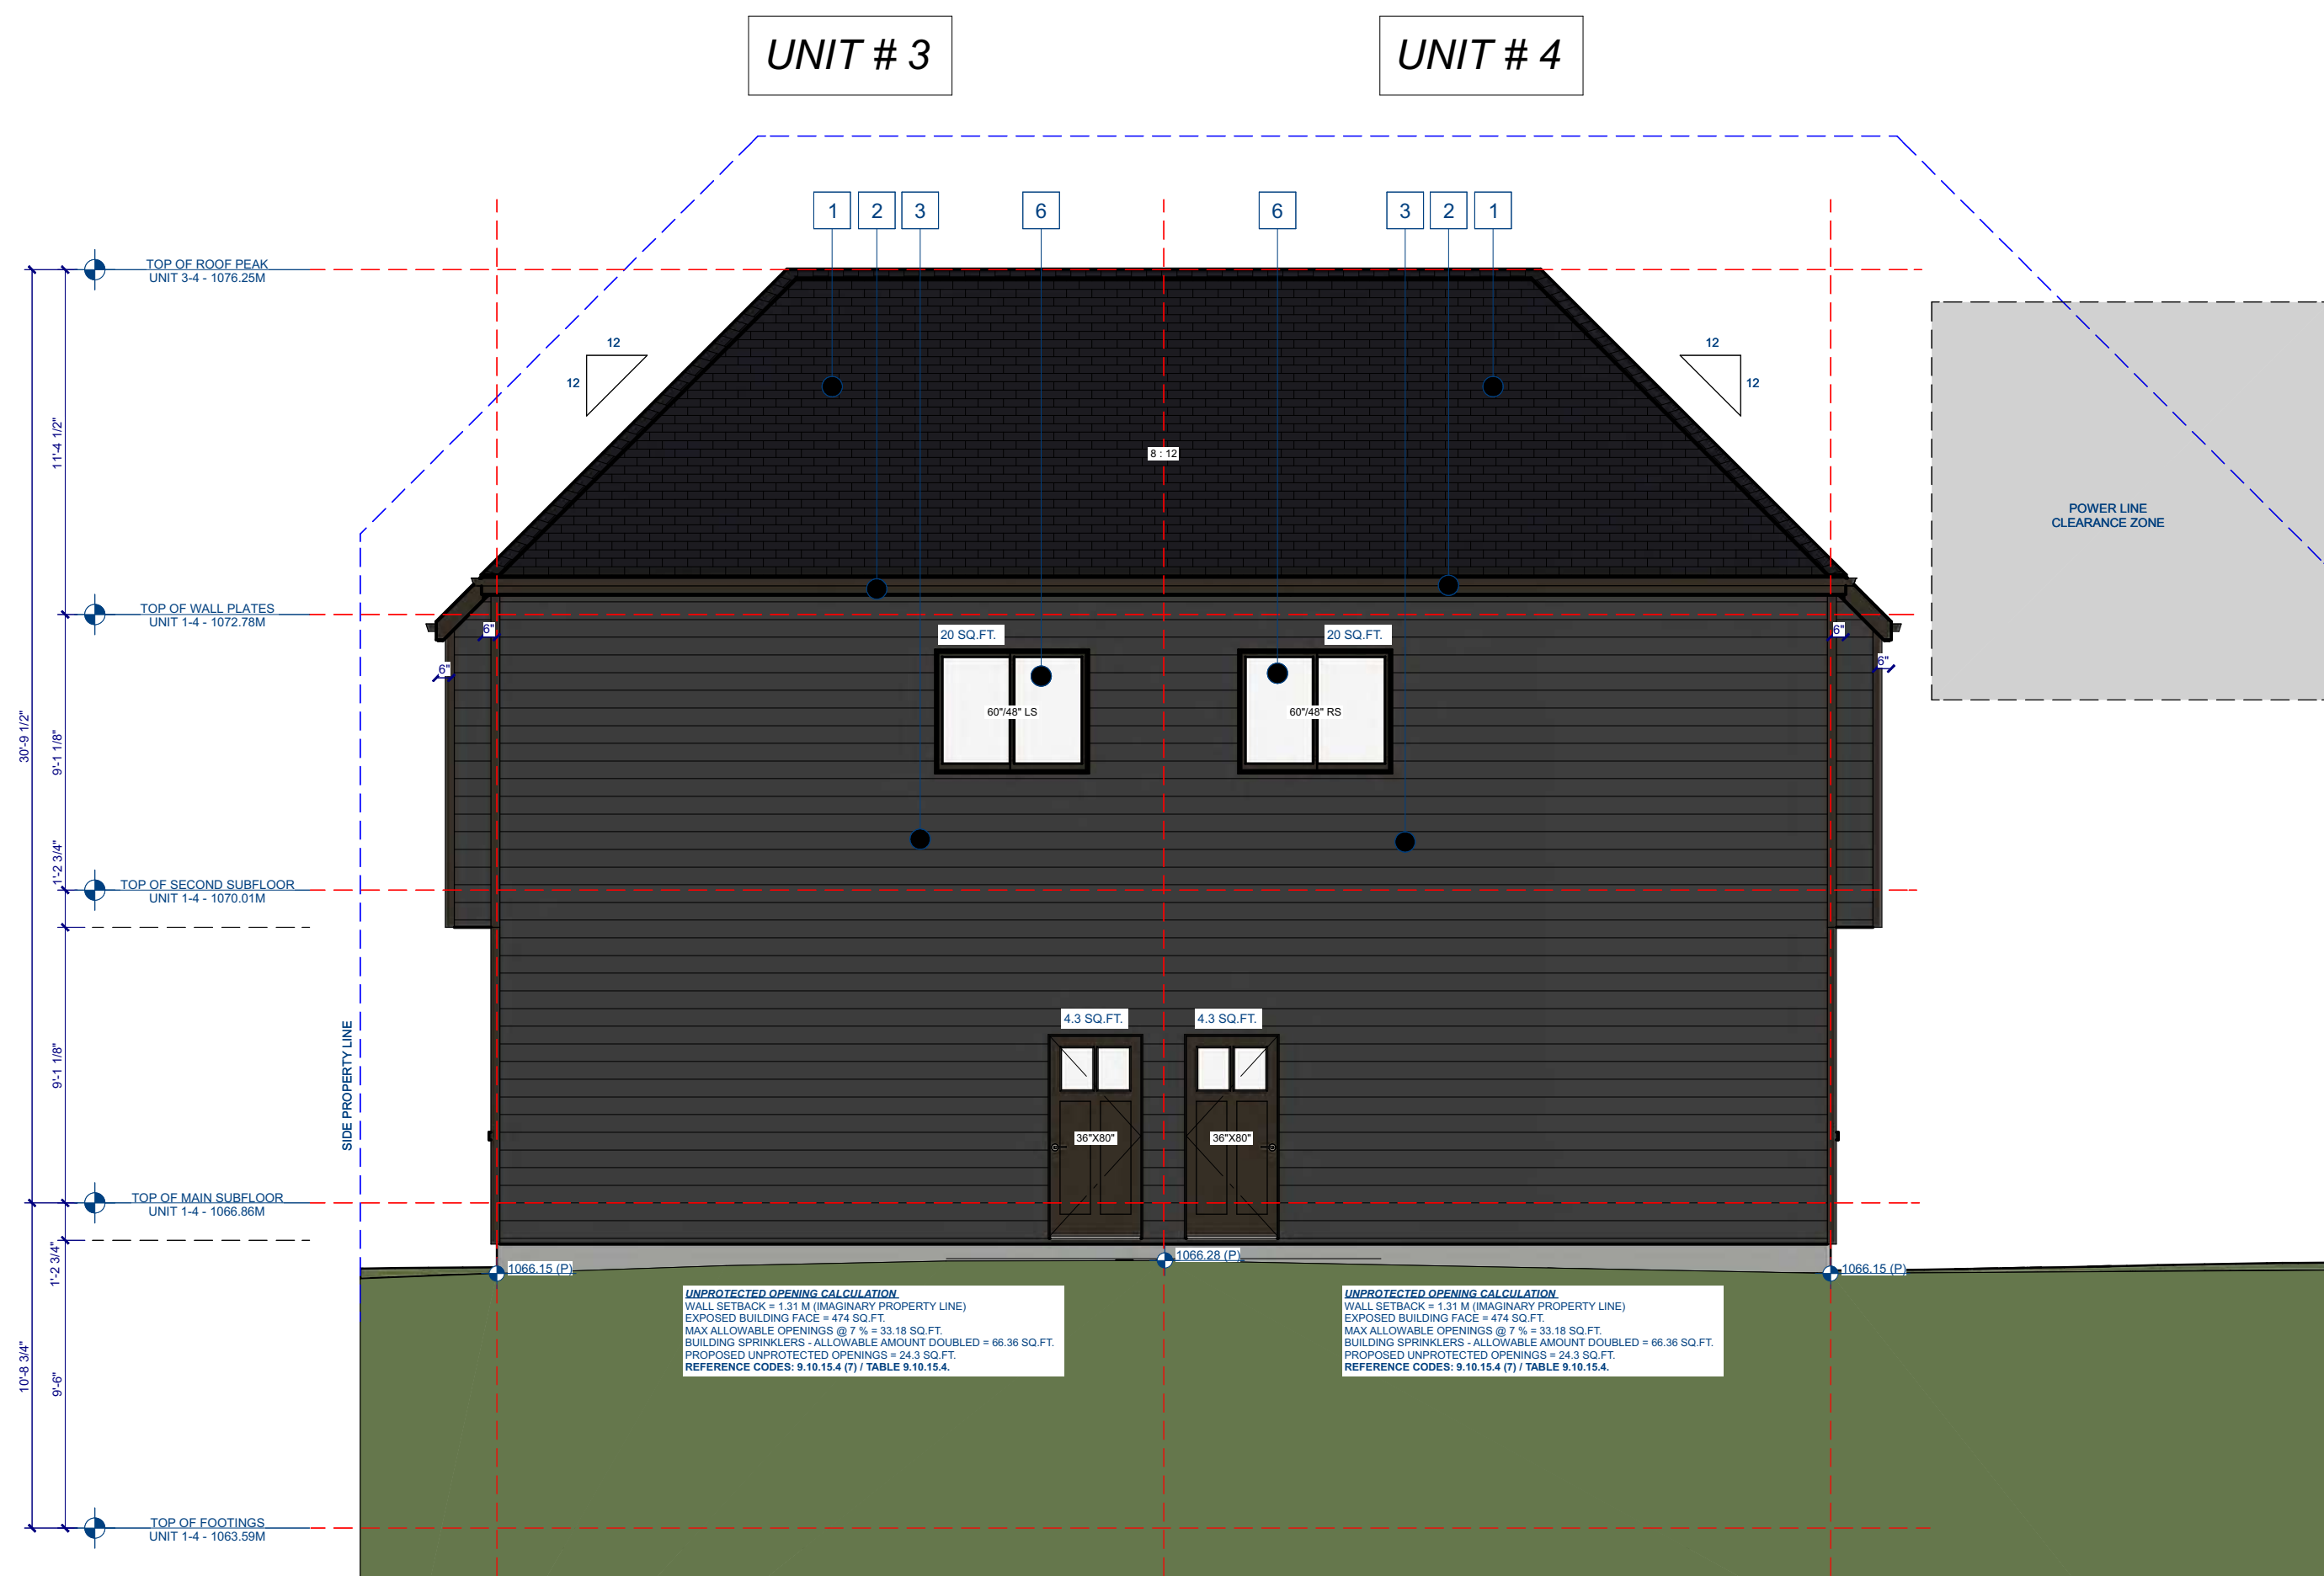 UNIT # 3
UNIT # 4
1
2
3
6
6
3
2
1
TOP OF ROOF PEAK
UNIT 3-4 - 1076.25M
12
12
12
12
11'-4 1/2"
8 : 12
POWER LINE
CLEARANCE ZONE
TOP OF WALL PLATES
UNIT 1-4 - 1072.78M
6"
6"
20 SQ.FT.
20 SQ.FT.
6"
6"
60"/48" LS
60"/48" RS
30'-9 1/2"
9'-1 1/8"
1'-2 3/4"
TOP OF SECOND SUBFLOOR
UNIT 1-4 - 1070.01M
4.3 SQ.FT.
4.3 SQ.FT.
SIDE PROPERTY LINE
9'-1 1/8"
36"X80"
36"X80"
TOP OF MAIN SUBFLOOR
UNIT 1-4 - 1066.86M
1'-2 3/4"
1066.15 (P)
1066.28 (P)
1066.15 (P)
UNPROTECTED OPENING CALCULATION
WALL SETBACK = 1.31 M (IMAGINARY PROPERTY LINE)
EXPOSED BUILDING FACE = 474 SQ.FT.
MAX ALLOWABLE OPENINGS @ 7 % = 33.18 SQ.FT.
BUILDING SPRINKLERS - ALLOWABLE AMOUNT DOUBLED = 66.36 SQ.FT.
PROPOSED UNPROTECTED OPENINGS = 24.3 SQ.FT.
REFERENCE CODES: 9.10.15.4 (7) / TABLE 9.10.15.4.
UNPROTECTED OPENING CALCULATION
WALL SETBACK = 1.31 M (IMAGINARY PROPERTY LINE)
EXPOSED BUILDING FACE = 474 SQ.FT.
MAX ALLOWABLE OPENINGS @ 7 % = 33.18 SQ.FT.
BUILDING SPRINKLERS - ALLOWABLE AMOUNT DOUBLED = 66.36 SQ.FT.
PROPOSED UNPROTECTED OPENINGS = 24.3 SQ.FT.
REFERENCE CODES: 9.10.15.4 (7) / TABLE 9.10.15.4.
10'-8 3/4"
9'-6"
TOP OF FOOTINGS
UNIT 1-4 - 1063.59M